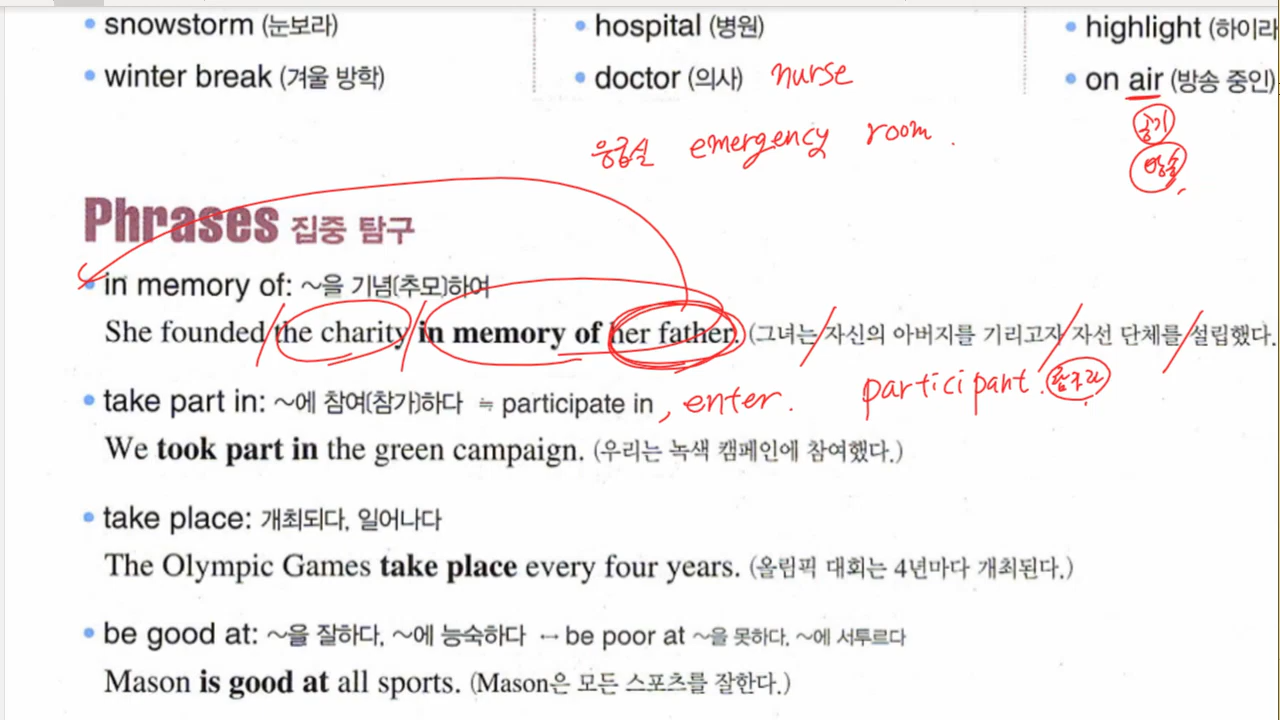 • snowstorm (눈보라) • hospital (병원) • highlight (하이라
• winter break (겨울 방학) • doctor (의사) nurse • on air (방송 중인)
공기
응급실 emergency room.
방송
Phrases 집중 탐구
• in memory of: ~을 기념(추모)하여
She founded the charity in memory of her father. (그녀는 자신의 아버지를 기리고자 자선 단체를 설립했다.
• take part in: ~에 참여(참가)하다 ≒ participate in, enter. participant.
We took part in the green campaign. (우리는 녹색 캠페인에 참여했다.)
• take place: 개최되다, 일어나다
The Olympic Games take place every four years. (올림픽 대회는 4년마다 개최된다.)
• be good at: ~을 잘하다, ~에 능숙하다 ↔ be poor at ~을 못하다, ~에 서투르다
Mason is good at all sports. (Mason은 모든 스포츠를 잘한다.)